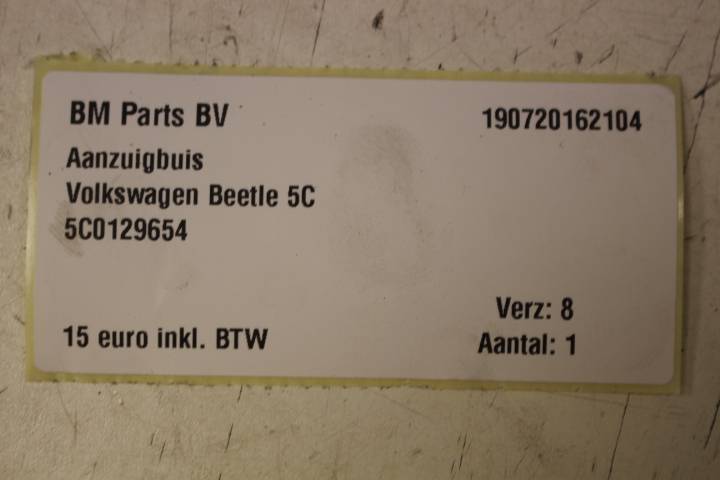 BM Parts BV 190720162104
Aanzuigbuis
Volkswagen Beetle 5C
5C0129654
Verz: 8
15 euro inkl. BTW Aantal: 1